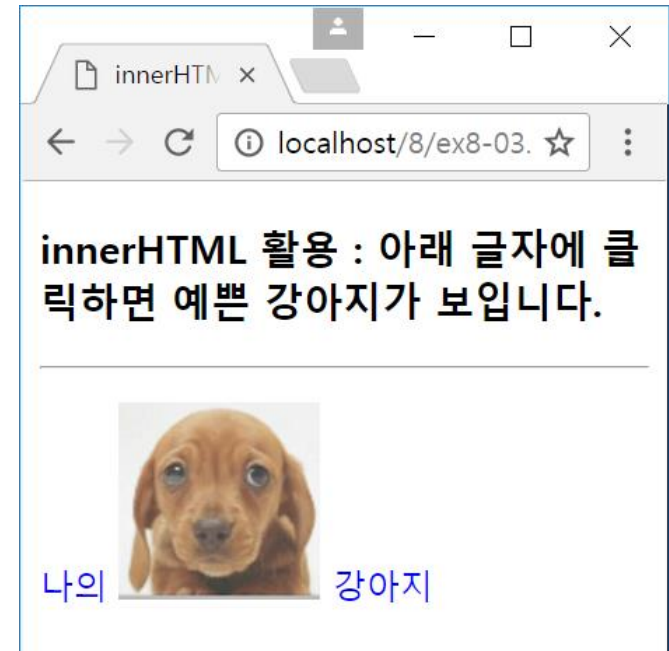 innerHTM
localhost/8/ex8-03.
innerHTML 활용 : 아래 글자에 클
릭하면 예쁜 강아지가 보입니다.
나의 강아지